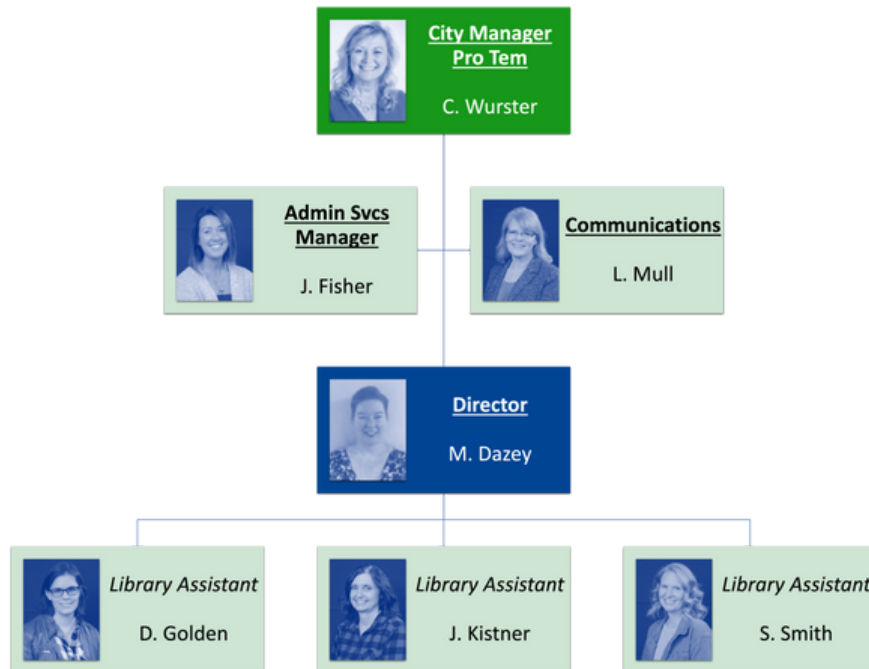 City Manager
Pro Tem
C. Wurster
Admin Svcs
Manager
J. Fisher
Communications
L. Mull
Director
M. Dazey
Library Assistant
D. Golden
Library Assistant
J. Kistner
Library Assistant
S. Smith